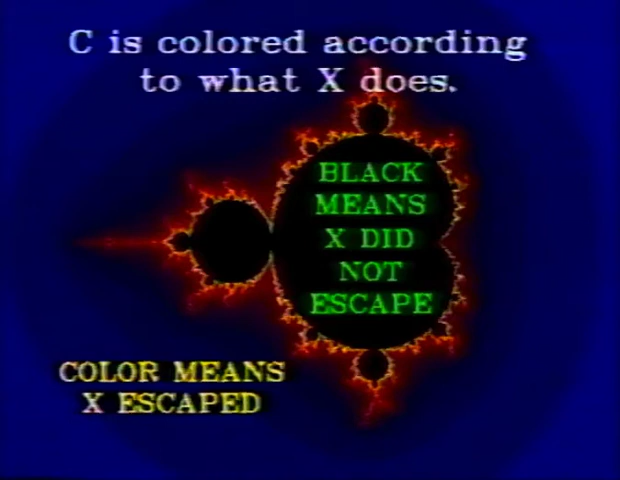 C is colored according
to what X does.
BLACK
MEANS
X DID
NOT
ESCAPE
COLOR MEANS
X ESCAPED